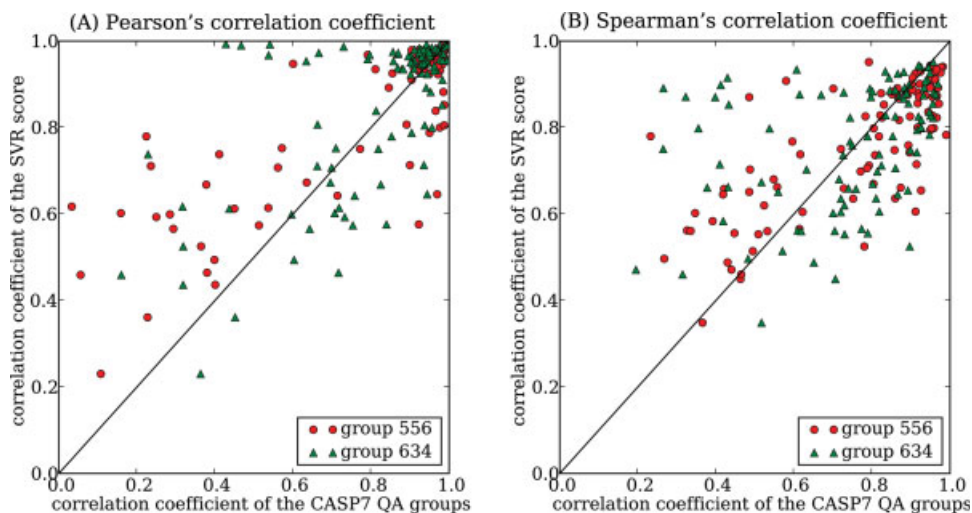 (A) Pearson's correlation coefficient
correlation coefficient of the SVR score
1.0
0.8
0.6
0.4
0.2
0.0
0.0 0.2 0.4 0.6 0.8 1.0
group 556
group 634
correlation coefficient of the CASP7 QA groups
(B) Spearman's correlation coefficient
correlation coefficient of the SVR score
1.0
0.8
0.6
0.4
0.2
0.0
0.0 0.2 0.4 0.6 0.8 1.0
group 556
group 634
correlation coefficient of the CASP7 QA groups